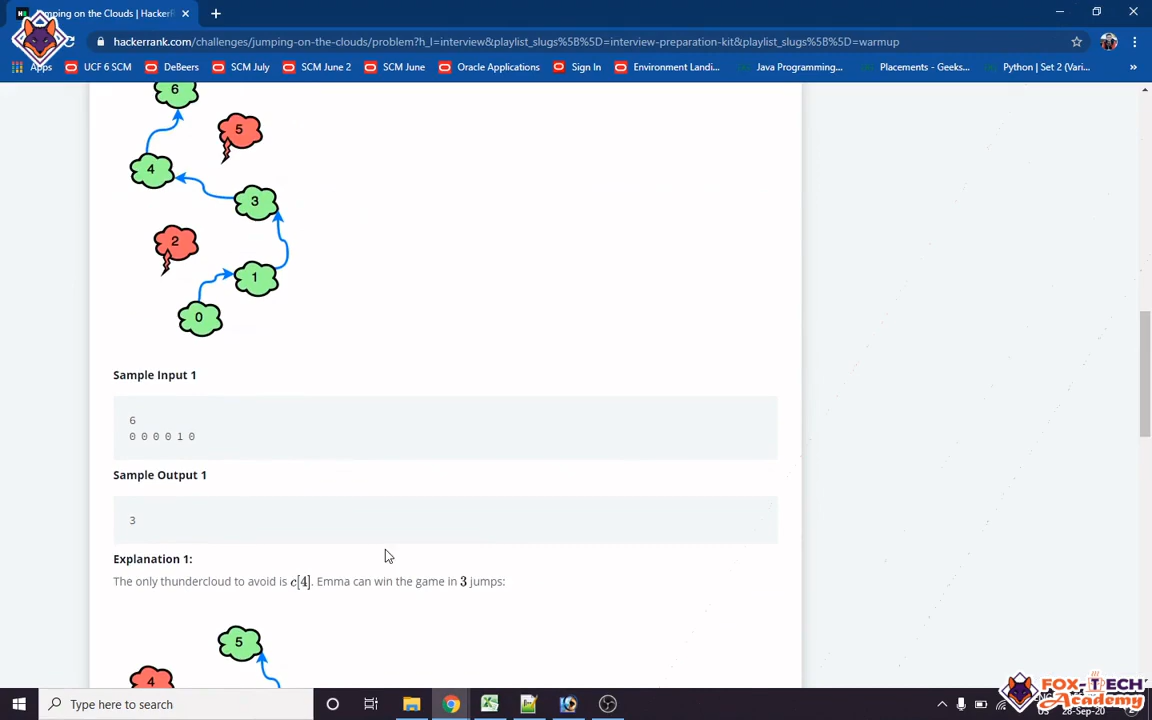 Jumping on the Clouds | HackerR
hackerrank.com/challenges/jumping-on-the-clouds/problem?h_l=interview&playlist_slugs%5B%5D=interview-preparation-kit&playlist_slugs%5B%5D=warmup
Apps UCF 6 SCM DeBeers SCM July SCM June 2 SCM June Oracle Applications Sign In Environment Landi... Java Programming... Placements - Geeks... Python | Set 2 (Vari...
6
5
4
3
2
1
0
Sample Input 1
6
0 0 0 0 1 0
Sample Output 1
3
Explanation 1:
The only thundercloud to avoid is c[4]. Emma can win the game in 3 jumps:
5
4
Type here to search
FOX-TECH
Academy
28-Sep-20